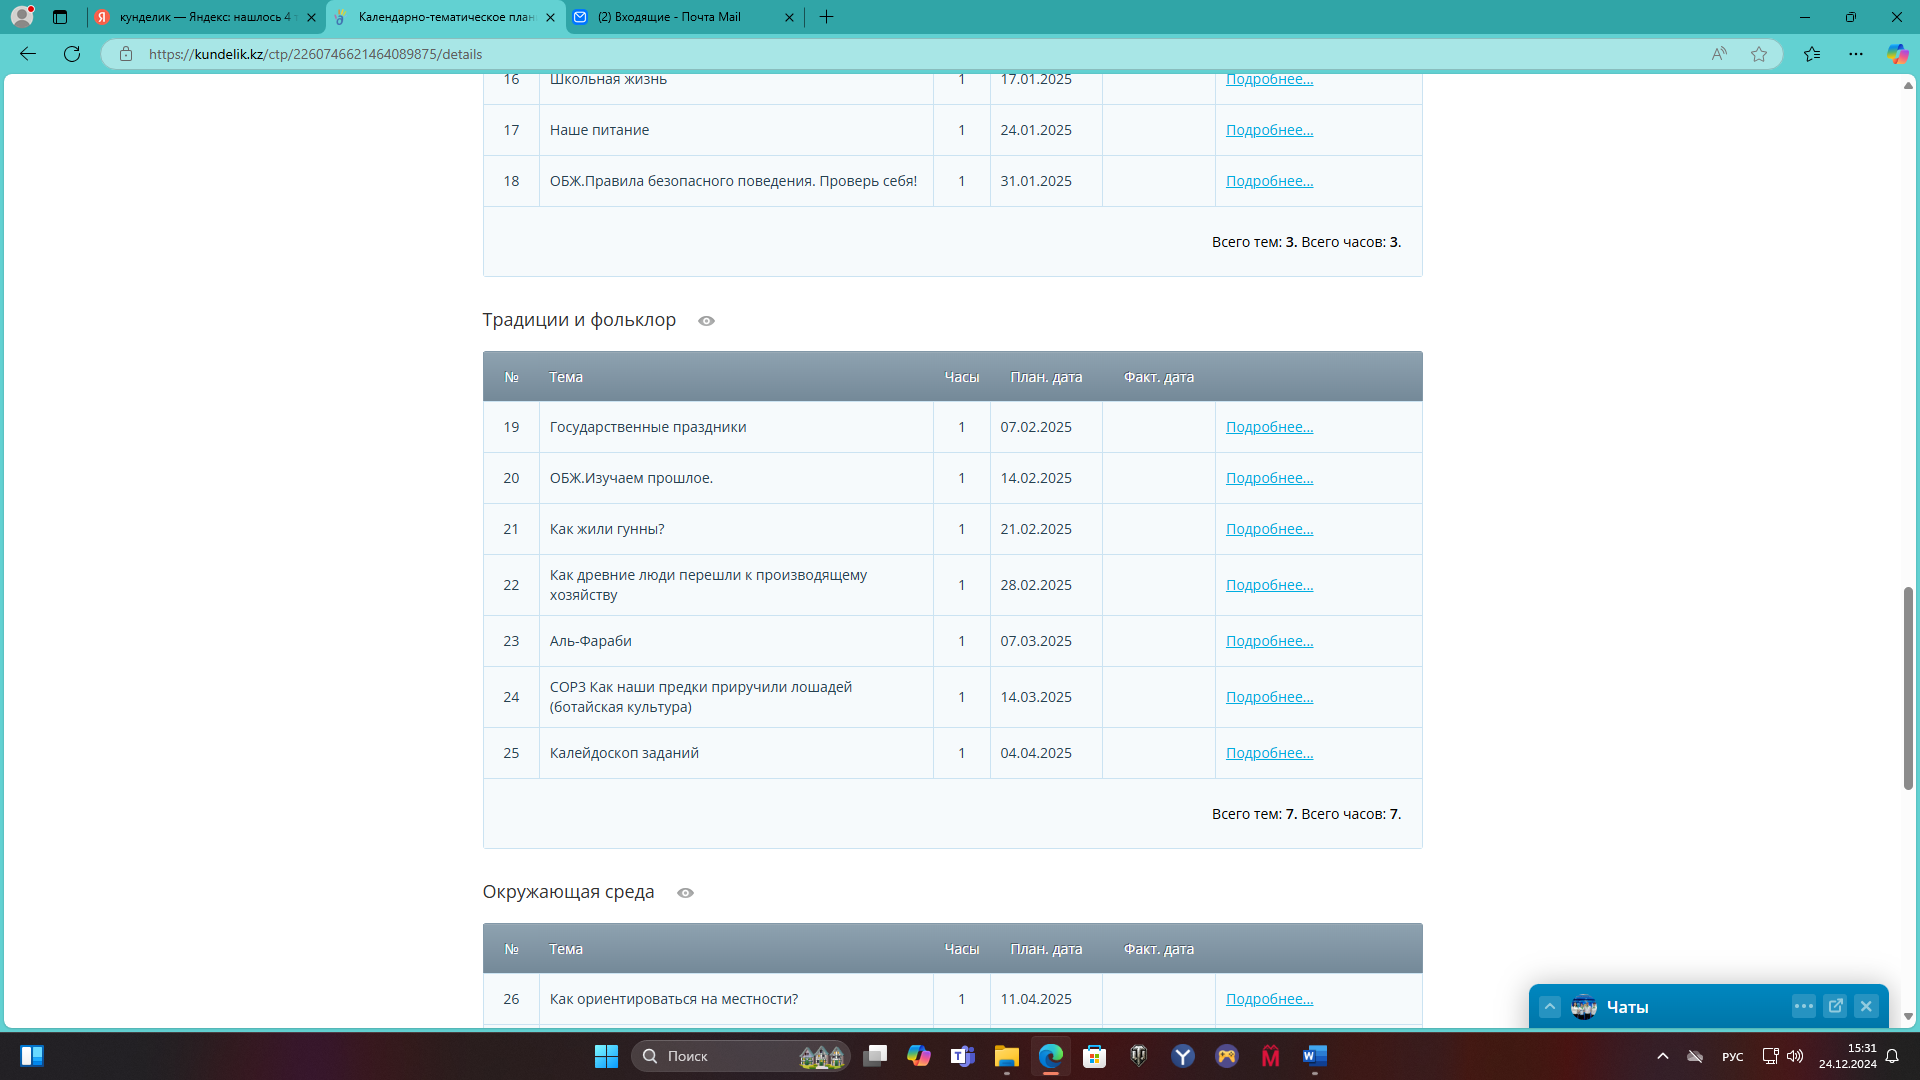 кунделик — Яндекс: нашлось 4 т
Календарно-тематическое план
(2) Входящие - Почта Mail
https://kundelik.kz/ctp/2260746621464089875/details
16 Школьная жизнь 1 17.01.2025 Подробнее...
17 Наше питание 1 24.01.2025 Подробнее...
18 ОБЖ.Правила безопасного поведения. Проверь себя! 1 31.01.2025 Подробнее...
Всего тем: 3. Всего часов: 3.
Традиции и фольклор
№ Тема Часы План. дата Факт. дата
19 Государственные праздники 1 07.02.2025 Подробнее...
20 ОБЖ.Изучаем прошлое. 1 14.02.2025 Подробнее...
21 Как жили гунны? 1 21.02.2025 Подробнее...
22 Как древние люди перешли к производящему
хозяйству 1 28.02.2025 Подробнее...
23 Аль-Фараби 1 07.03.2025 Подробнее...
24 СОР3 Как наши предки приручили лошадей
(ботайская культура) 1 14.03.2025 Подробнее...
25 Калейдоскоп заданий 1 04.04.2025 Подробнее...
Всего тем: 7. Всего часов: 7.
Окружающая среда
№ Тема Часы План. дата Факт. дата
26 Как ориентироваться на местности? 1 11.04.2025 Подробнее...
Чаты
Поиск
РУС
15:31
24.12.2024